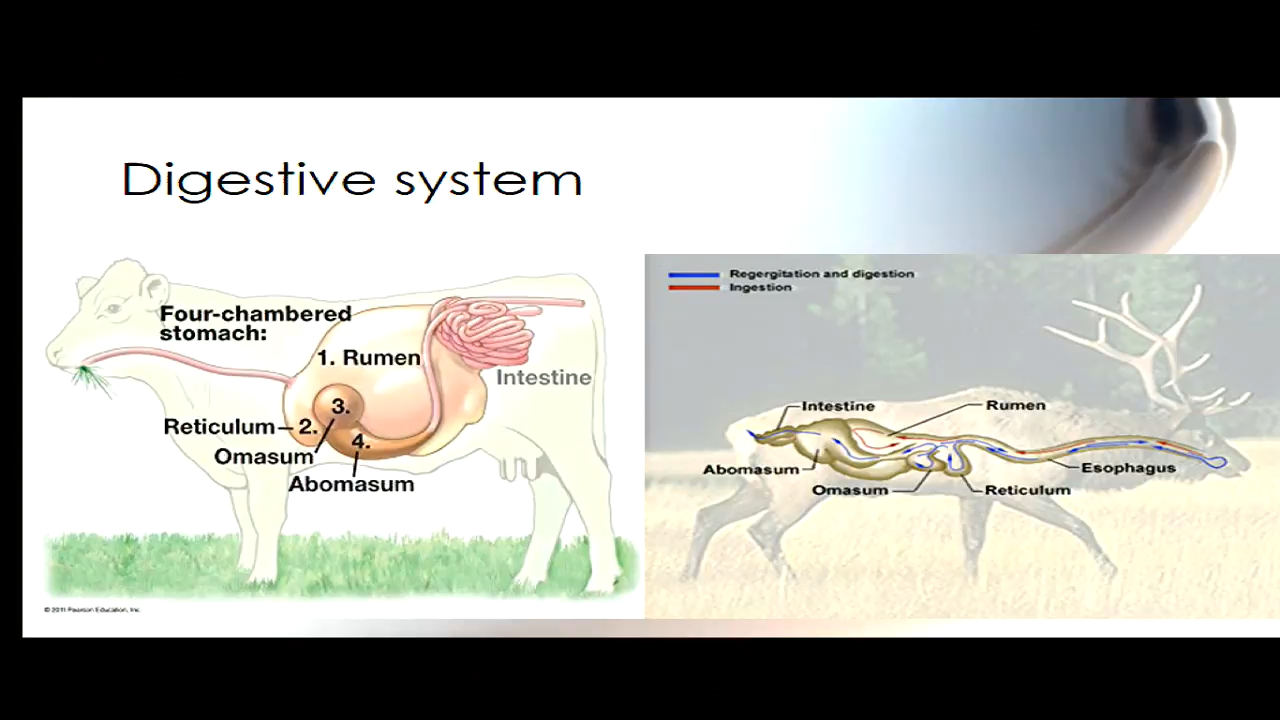 Digestive system
Four-chambered
stomach:
1. Rumen
Intestine
3.
Reticulum
2.
4.
Omasum
Abomasum
© 2011 Pearson Education, Inc.
Regergitation and digestion
Ingestion
Intestine
Rumen
Abomasum
Esophagus
Omasum
Reticulum